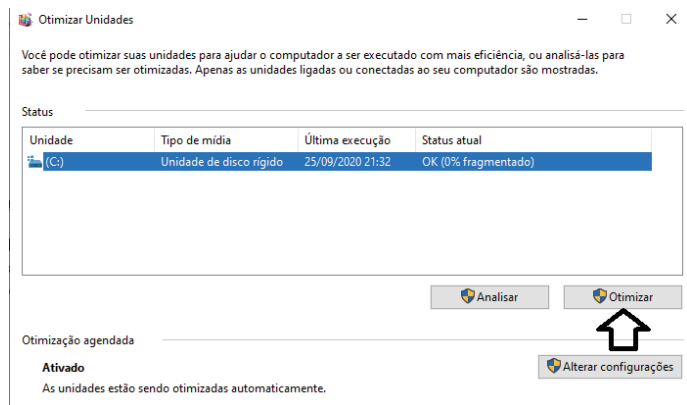 Otimizar Unidades
Você pode otimizar suas unidades para ajudar o computador a ser executado com mais eficiência, ou analisá-las para
saber se precisam ser otimizadas. Apenas as unidades ligadas ou conectadas ao seu computador são mostradas.
Status
Unidade Tipo de mídia Última execução Status atual
(C:) Unidade de disco rígido 25/09/2020 21:32 OK (0% fragmentado)
Analisar Otimizar
Otimização agendada
Ativado Alterar configurações
As unidades estão sendo otimizadas automaticamente.